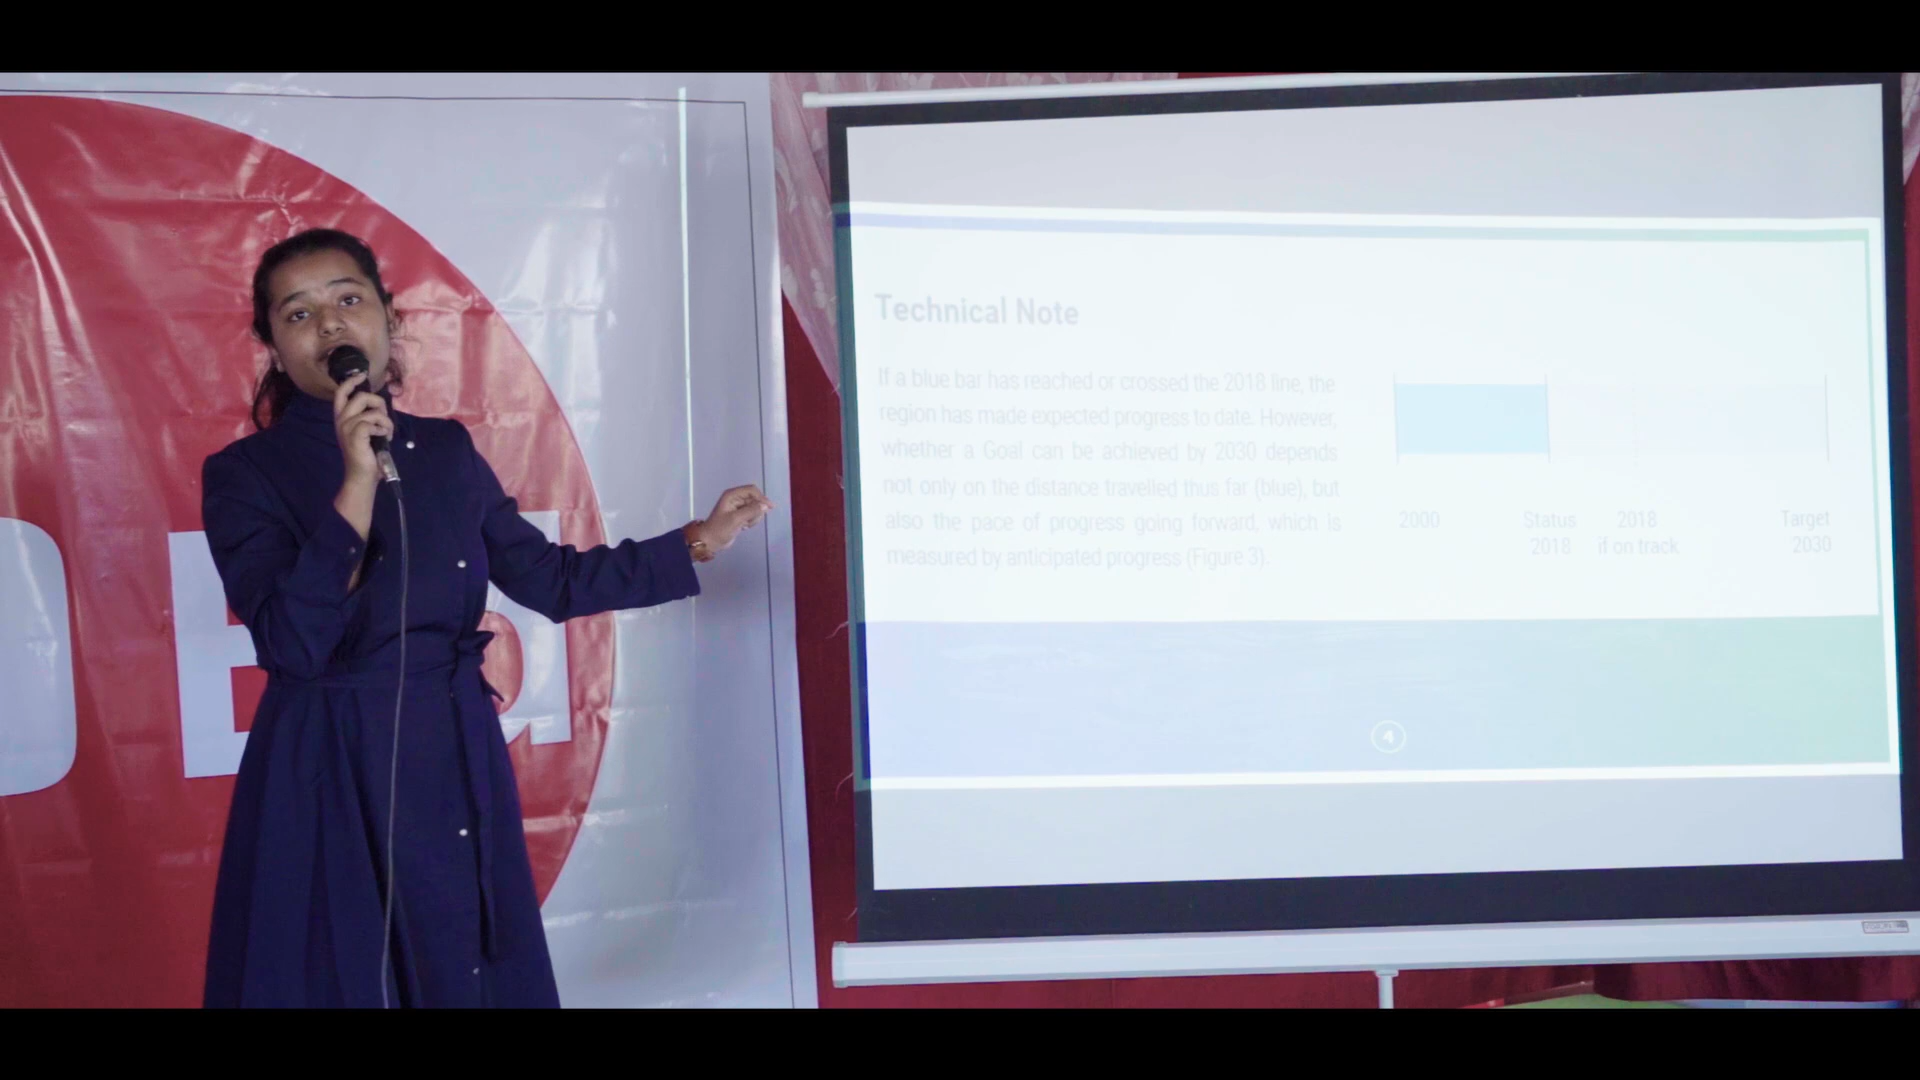 Technical Note
If a blue bar has reached or crossed the 2018 line, the
region has made expected progress to date. However,
whether a Goal can be achieved by 2030 depends
not only on the distance travelled thus far (blue), but
also the pace of progress going forward, which is
measured by anticipated progress (Figure 3).
2000
Status
2018
2018
if on track
Target
2030
4